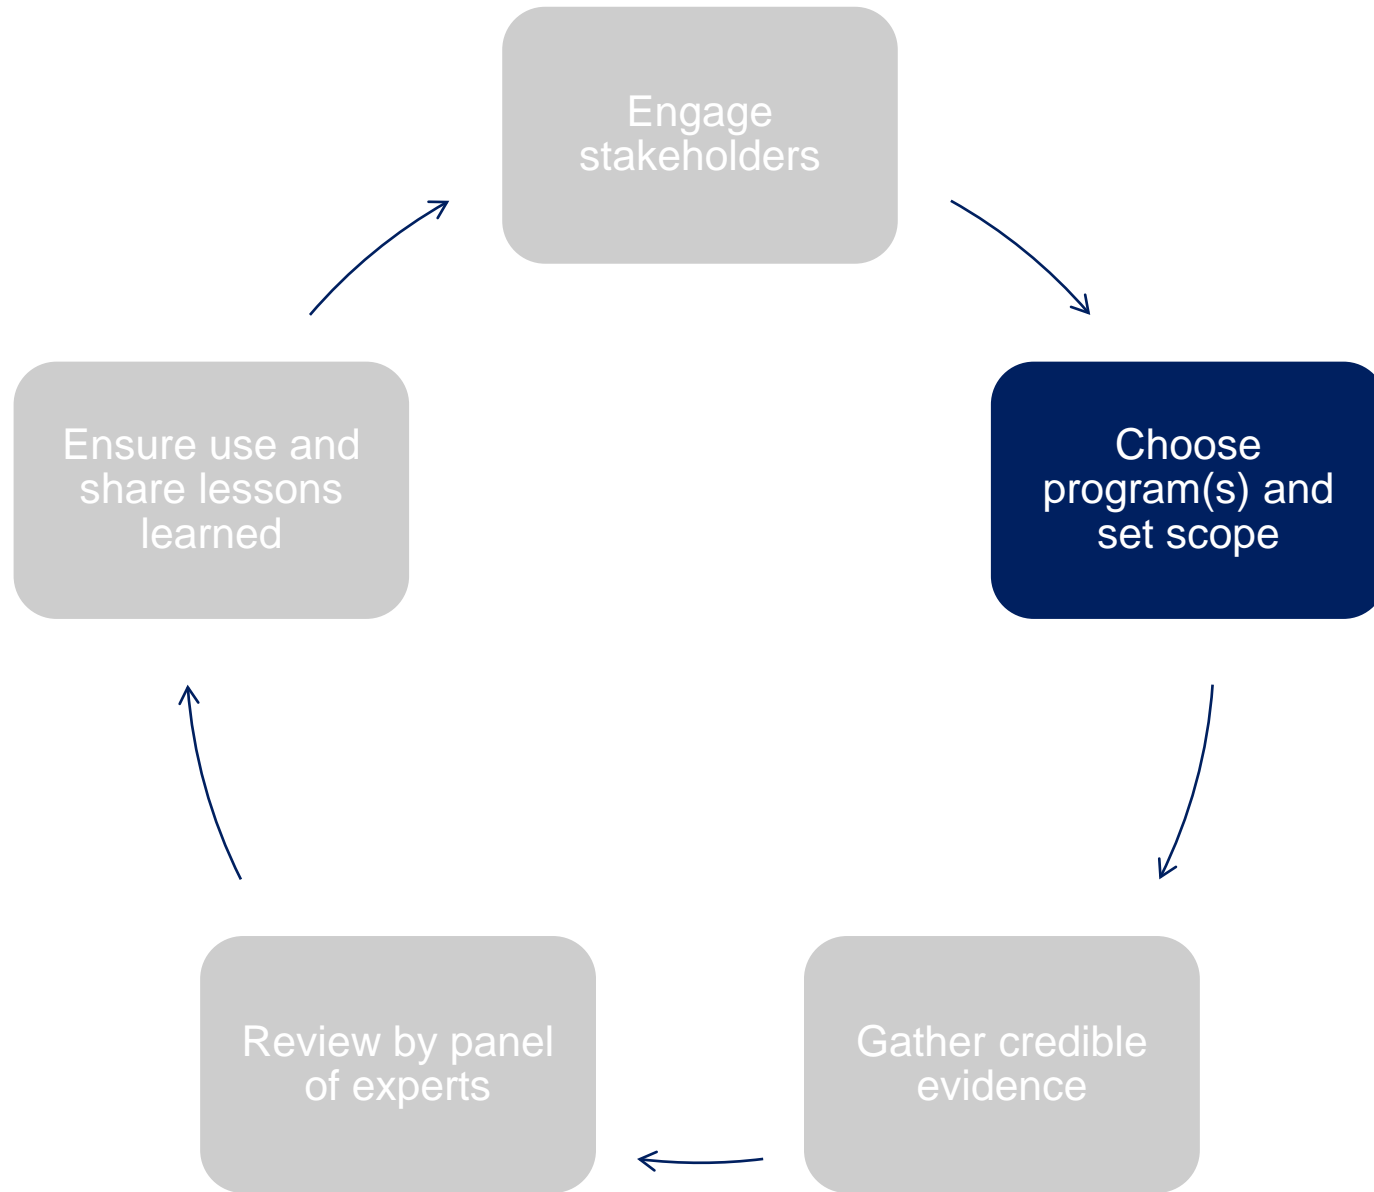 Engage
stakeholders
Choose
program(s) and
set scope
Gather credible
evidence
Review by panel
of experts
Ensure use and
share lessons
learned